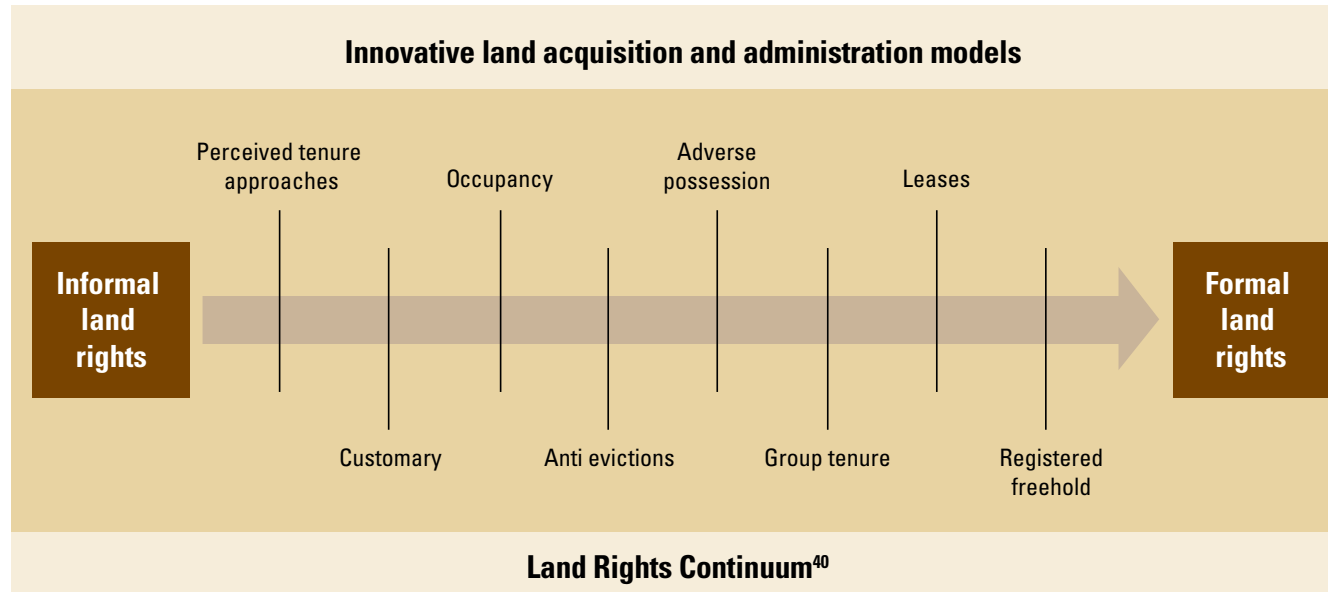 Innovative land acquisition and administration models
Perceived tenure
approaches
Occupancy
Adverse
possession
Leases
Informal
land
rights
Formal
land
rights
Customary
Anti evictions
Group tenure
Registered
freehold
Land Rights Continuum⁴⁰